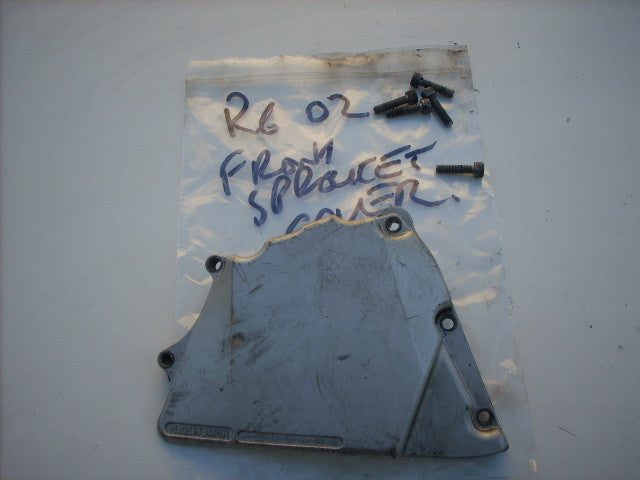 R6 02
FRONT
SPROCKET
COVER.